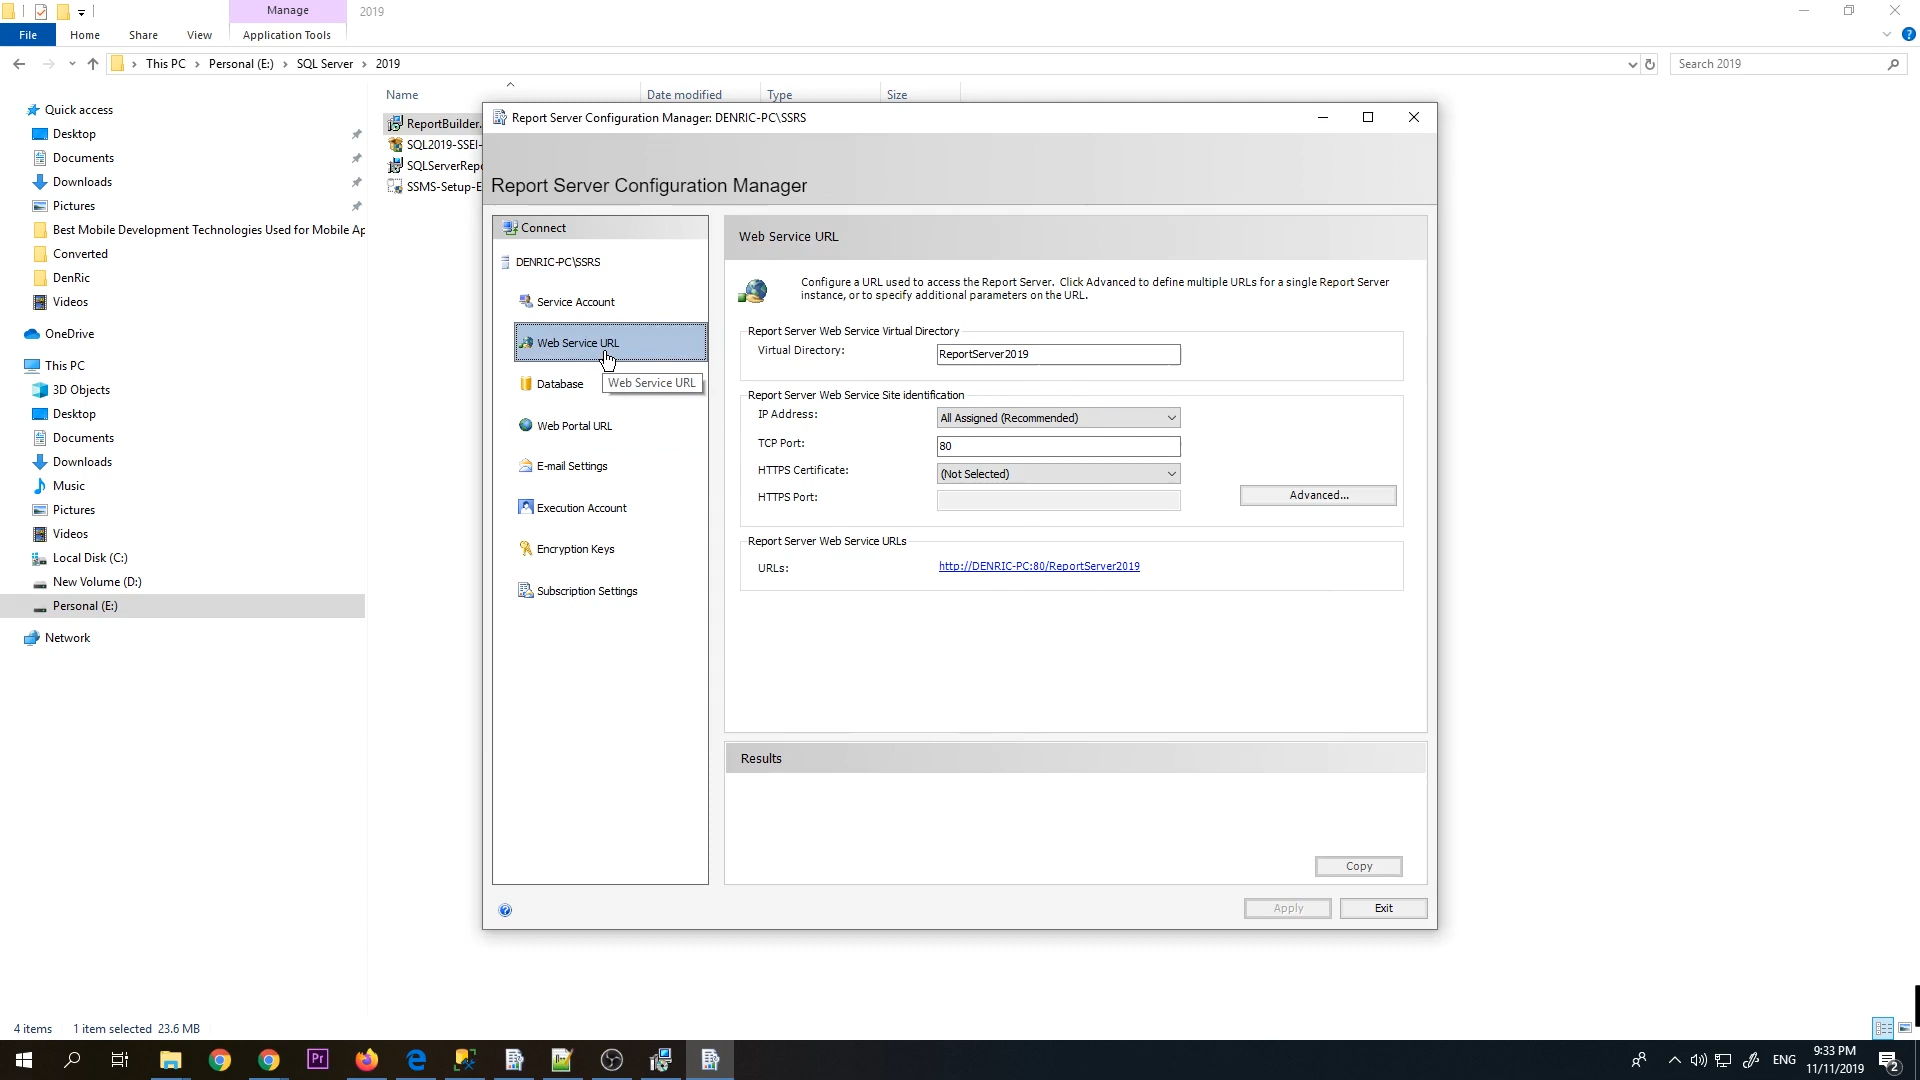 Manage
2019
File
Home
Share
View
Application Tools
This PC
Personal (E:)
SQL Server
2019
Search 2019
Quick access
Desktop
Documents
Downloads
Pictures
Best Mobile Development Technologies Used for Mobile Ap
Converted
DenRic
Videos
OneDrive
This PC
3D Objects
Desktop
Documents
Downloads
Music
Pictures
Videos
Local Disk (C:)
New Volume (D:)
Personal (E:)
Network
Name
Date modified
Type
Size
ReportBuilder.
SQL2019-SSEI-
SQLServerRepo
SSMS-Setup-E
Report Server Configuration Manager: DENRIC-PC\SSRS
Report Server Configuration Manager
Connect
DENRIC-PC\SSRS
Service Account
Web Service URL
Database
Web Service URL
Web Portal URL
E-mail Settings
Execution Account
Encryption Keys
Subscription Settings
Web Service URL
Configure a URL used to access the Report Server. Click Advanced to define multiple URLs for a single Report Server
instance, or to specify additional parameters on the URL.
Report Server Web Service Virtual Directory
Virtual Directory:
ReportServer2019
Report Server Web Service Site identification
IP Address:
All Assigned (Recommended)
TCP Port:
80
HTTPS Certificate:
(Not Selected)
HTTPS Port:
Advanced...
Report Server Web Service URLs
URLs:
http://DENRIC-PC:80/ReportServer2019
Results
Copy
Apply
Exit
4 items
1 item selected 23.6 MB
Pr
ENG
9:33 PM
11/11/2019
2